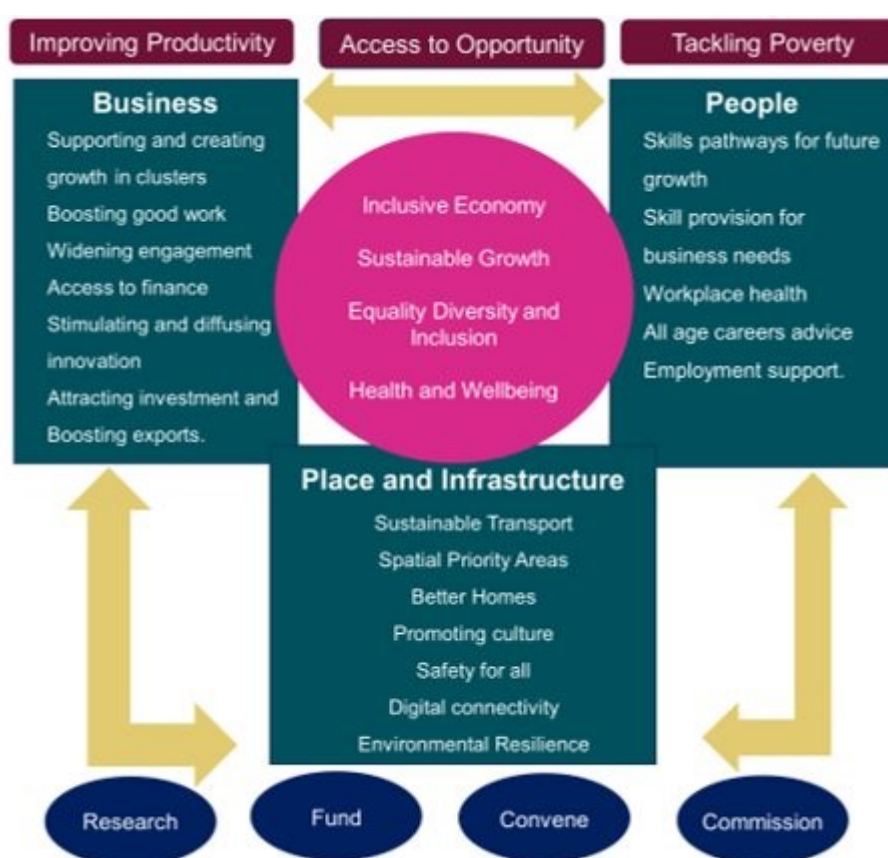 Improving Productivity
Access to Opportunity
Tackling Poverty
Business
Supporting and creating
growth in clusters
Boosting good work
Widening engagement
Access to finance
Stimulating and diffusing
innovation
Attracting investment and
Boosting exports.
Inclusive Economy
Sustainable Growth
Equality Diversity and
Inclusion
Health and Wellbeing
People
Skills pathways for future
growth
Skill provision for
business needs
Workplace health
All age careers advice
Employment support.
Place and Infrastructure
Sustainable Transport
Spatial Priority Areas
Better Homes
Promoting culture
Safety for all
Digital connectivity
Environmental Resilience
Research
Fund
Convene
Commission